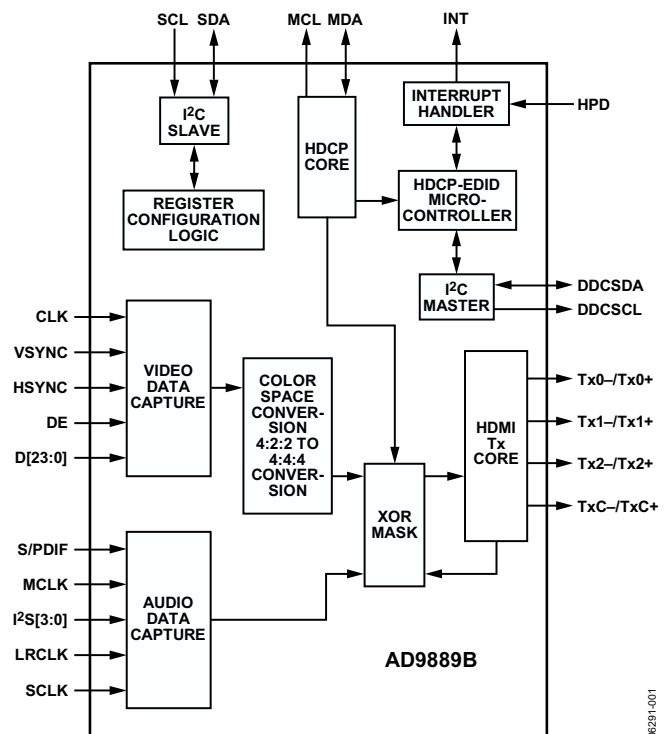 SCL SDA MCL MDA INT
INTERRUPT
HANDLER
HPD
I²C
SLAVE
HDCP
CORE
HDCP-EDID
MICRO-
CONTROLLER
REGISTER
CONFIGURATION
LOGIC
I²C
MASTER
DDCSDA
DDCSCL
CLK
VSYNC
HSYNC
DE
D[23:0]
VIDEO
DATA
CAPTURE
COLOR
SPACE
CONVER-
SION
4:2:2 TO
4:4:4
CONVER-
SION
HDMI
Tx
CORE
Tx0–/Tx0+
Tx1–/Tx1+
Tx2–/Tx2+
TxC–/TxC+
XOR
MASK
S/PDIF
MCLK
I²S[3:0]
LRCLK
SCLK
AUDIO
DATA
CAPTURE
AD9889B
06291-001